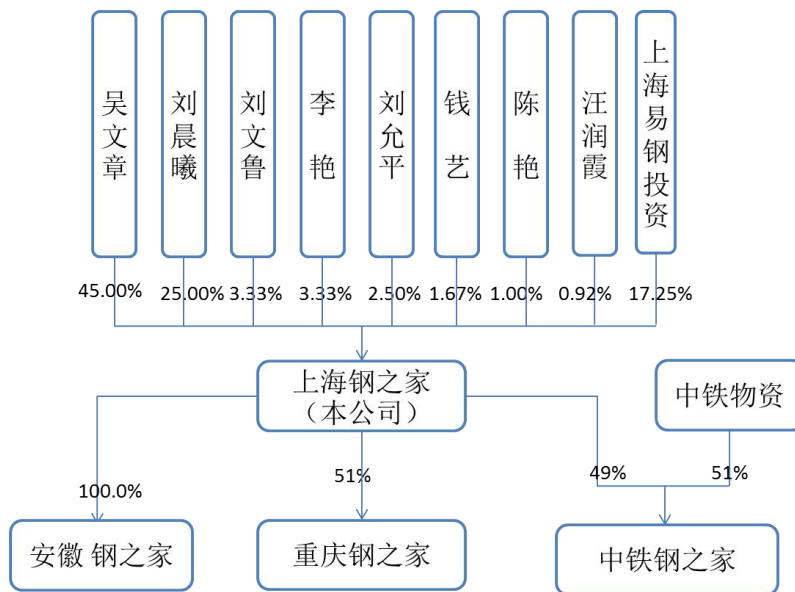 吴文章
刘晨曦
刘文鲁
李艳
刘允平
钱艺
陈艳
汪润霞
上海易钢投资
45.00%
25.00%
3.33%
3.33%
2.50%
1.67%
1.00%
0.92%
17.25%
上海钢之家
（本公司）
中铁物资
100.0%
51%
49%
51%
安徽 钢之家
重庆钢之家
中铁钢之家